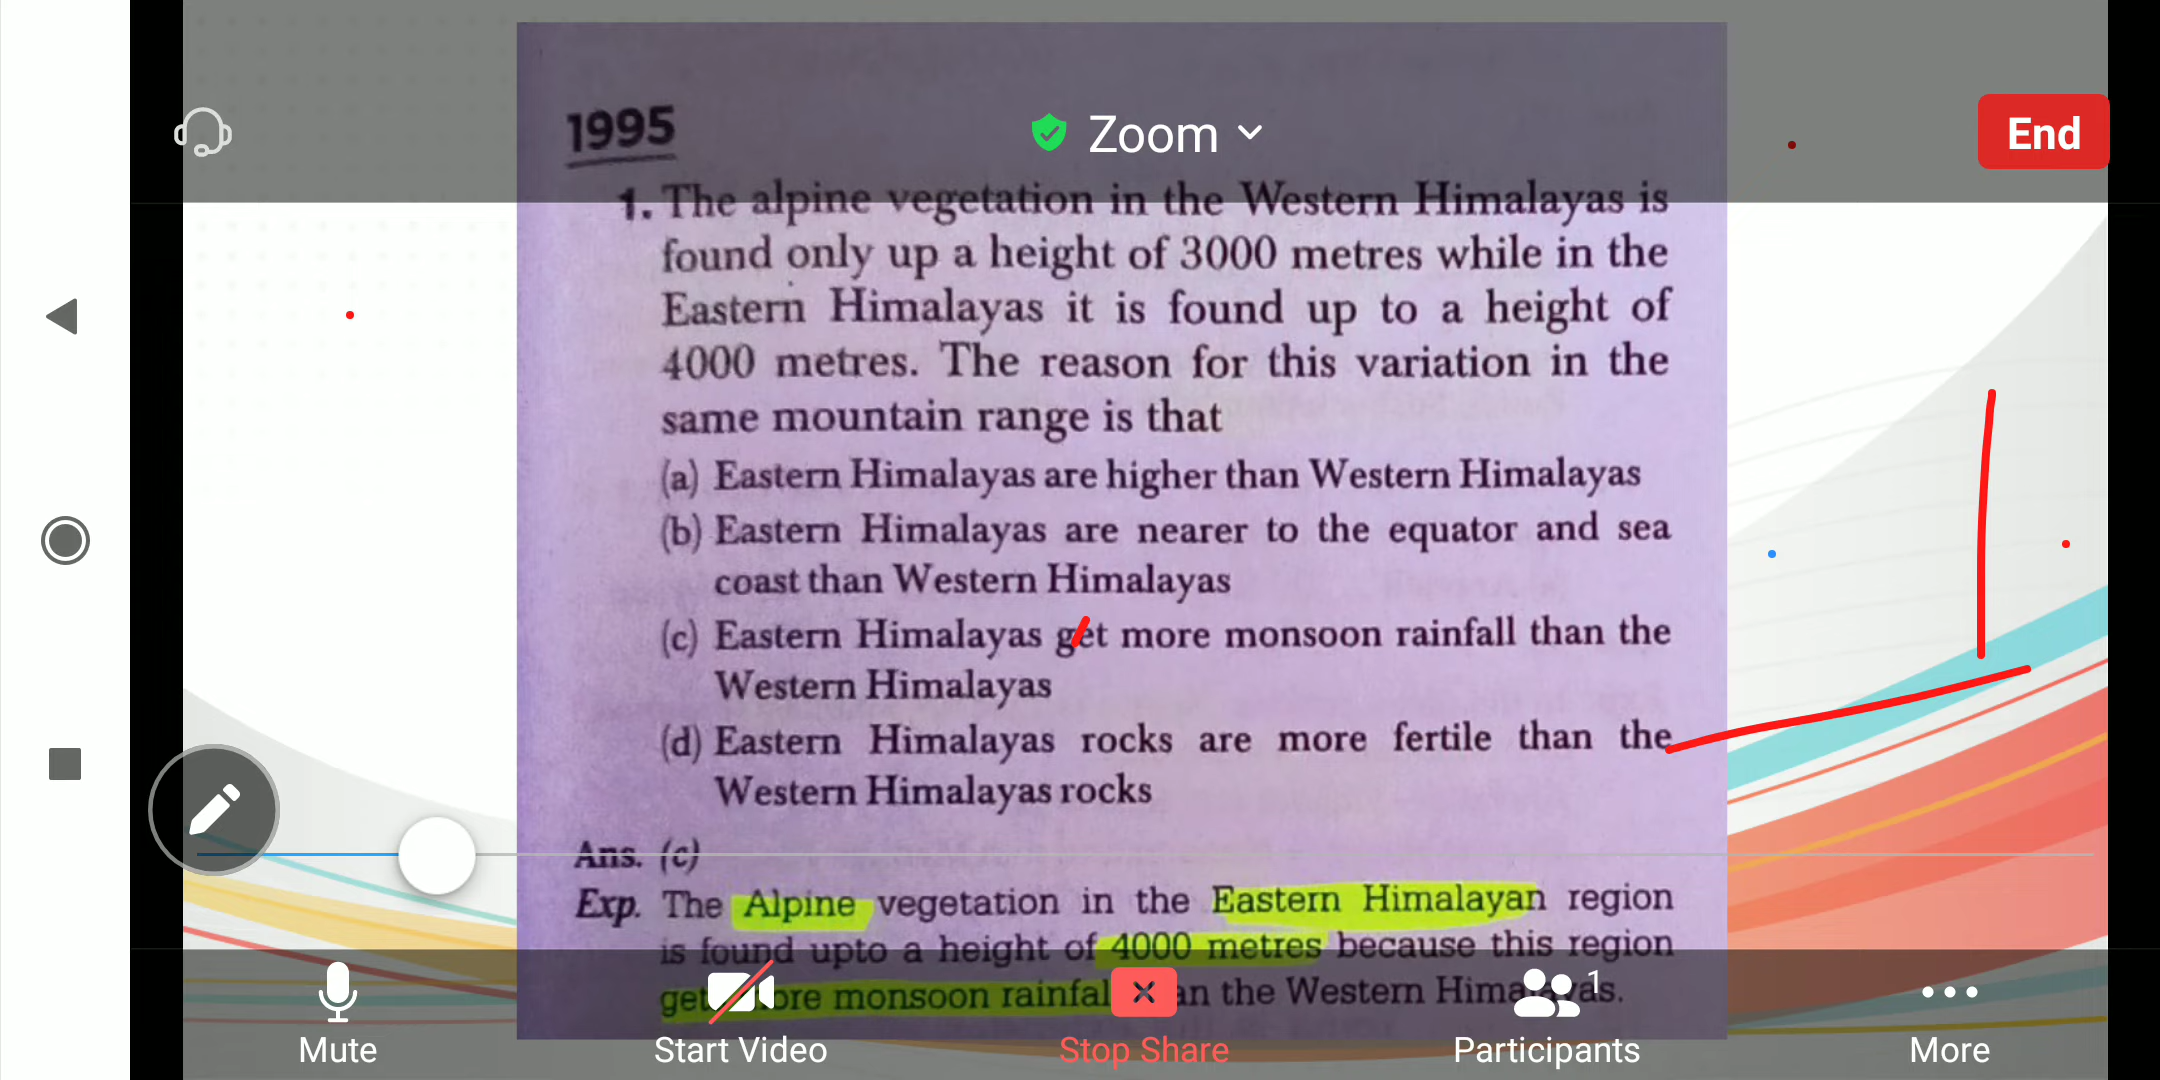 1995
Zoom
End
1. The alpine vegetation in the Western Himalayas is
found only up a height of 3000 metres while in the
Eastern Himalayas it is found up to a height of
4000 metres. The reason for this variation in the
same mountain range is that
(a) Eastern Himalayas are higher than Western Himalayas
(b) Eastern Himalayas are nearer to the equator and sea
coast than Western Himalayas
(c) Eastern Himalayas get more monsoon rainfall than the
Western Himalayas
(d) Eastern Himalayas rocks are more fertile than the
Western Himalayas rocks
Ans. (c)
Exp. The Alpine vegetation in the Eastern Himalayan region
is found upto a height of 4000 metres because this region
monsoon rainfal the Western
1
Mute
Start Video
Stop Share
Participants
More